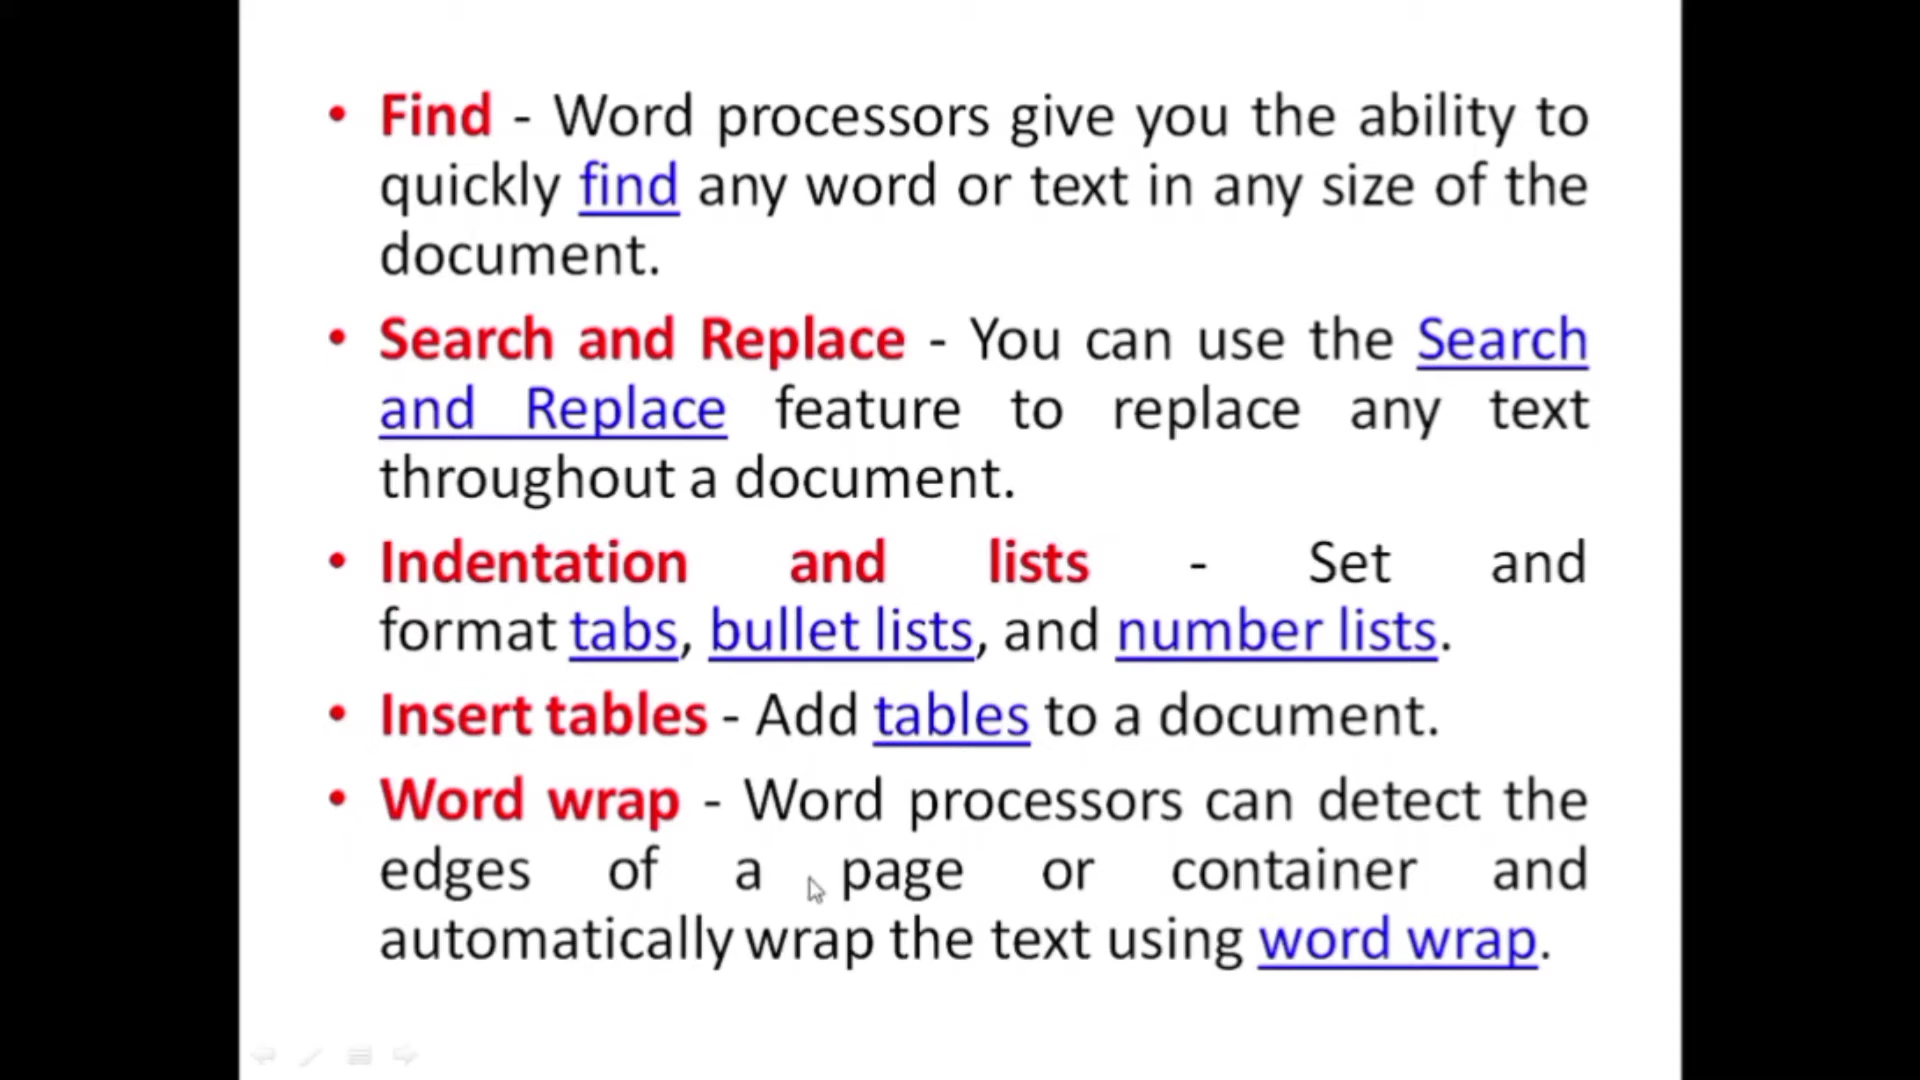 • Find - Word processors give you the ability to
quickly find any word or text in any size of the
document.
• Search and Replace - You can use the Search
and Replace feature to replace any text
throughout a document.
• Indentation and lists - Set and
format tabs, bullet lists, and number lists.
• Insert tables - Add tables to a document.
• Word wrap - Word processors can detect the
edges of a page or container and
automatically wrap the text using word wrap.